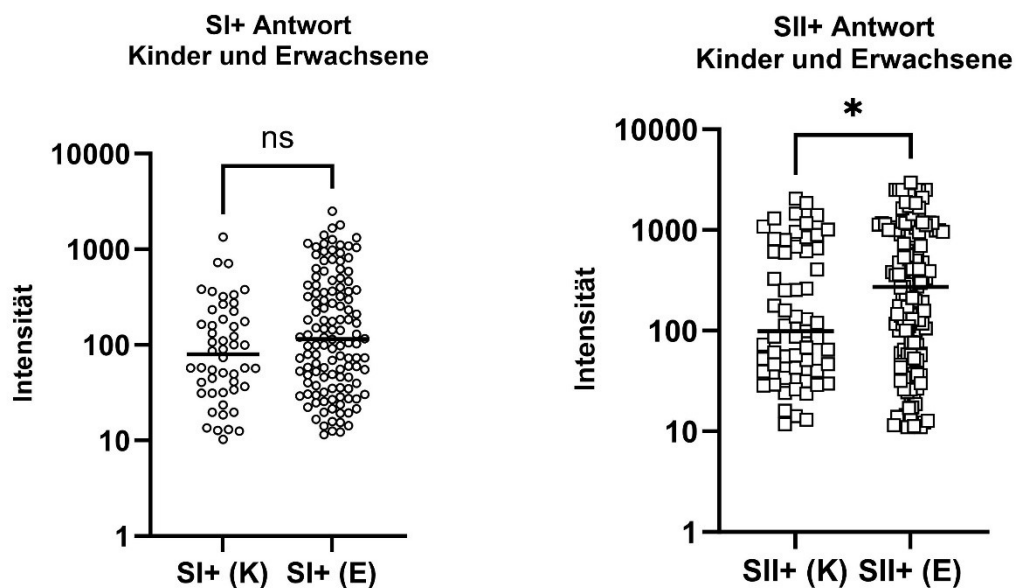 SI+ Antwort
Kinder und Erwachsene
ns
10000
1000
100
10
1
Intensität
SI+ (K) SI+ (E)
SII+ Antwort
Kinder und Erwachsene
*
10000
1000
100
10
1
Intensität
SII+ (K) SII+ (E)